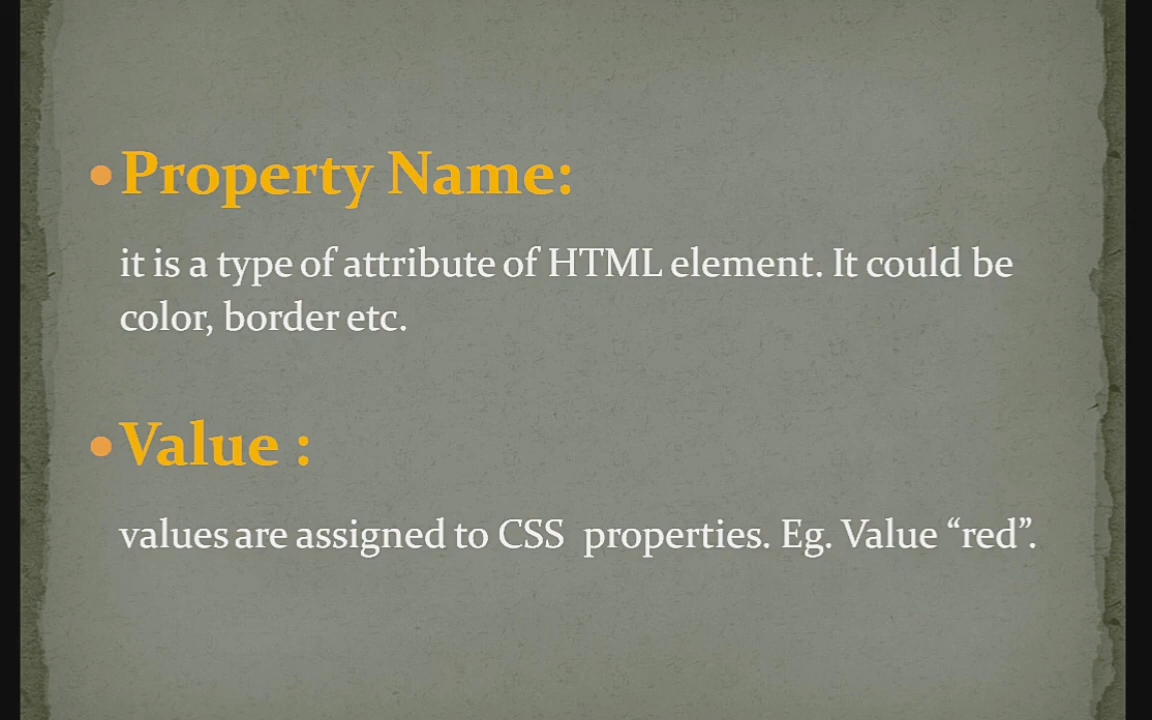 • Property Name:
it is a type of attribute of HTML element. It could be
color, border etc.
• Value :
values are assigned to CSS properties. Eg. Value “red”.